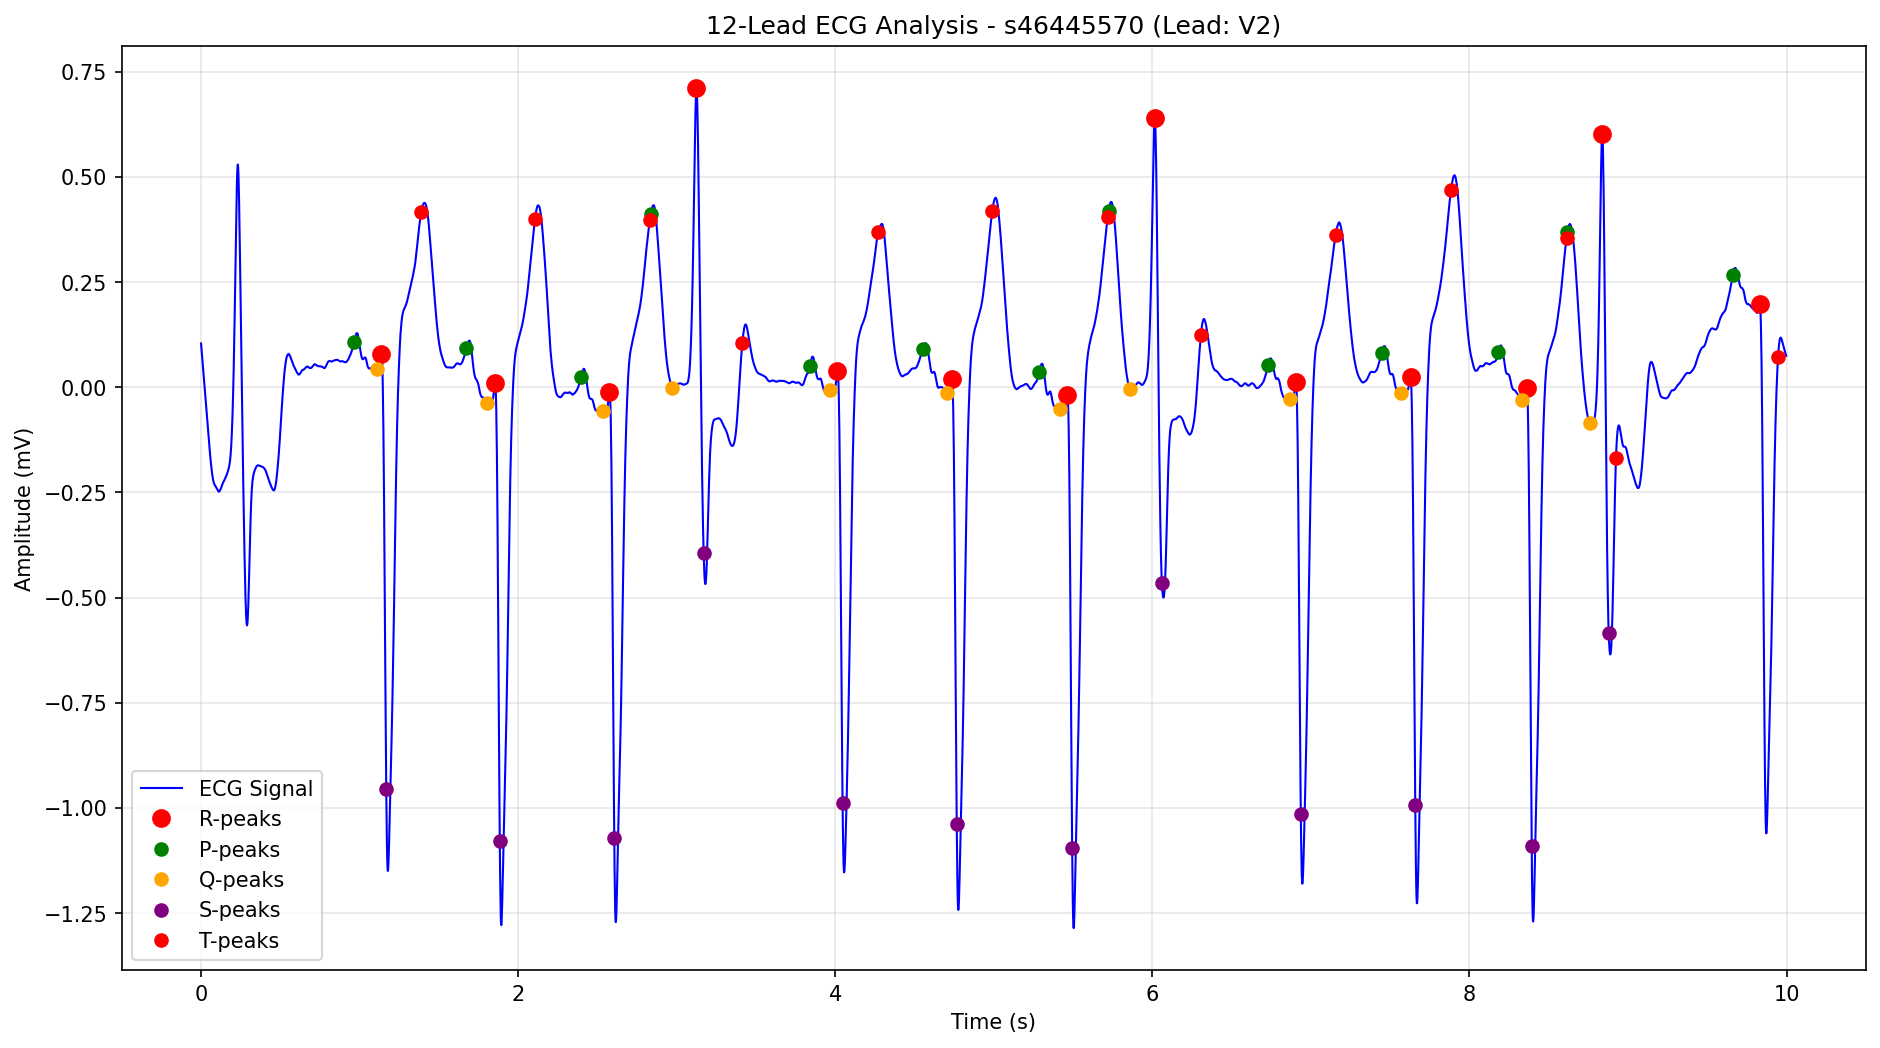 12-Lead ECG Analysis - s46445570 (Lead: V2)
Amplitude (mV)
0.75
0.50
0.25
0.00
−0.25
−0.50
−0.75
−1.00
−1.25
ECG Signal
R-peaks
P-peaks
Q-peaks
S-peaks
T-peaks
0 2 4 6 8 10
Time (s)